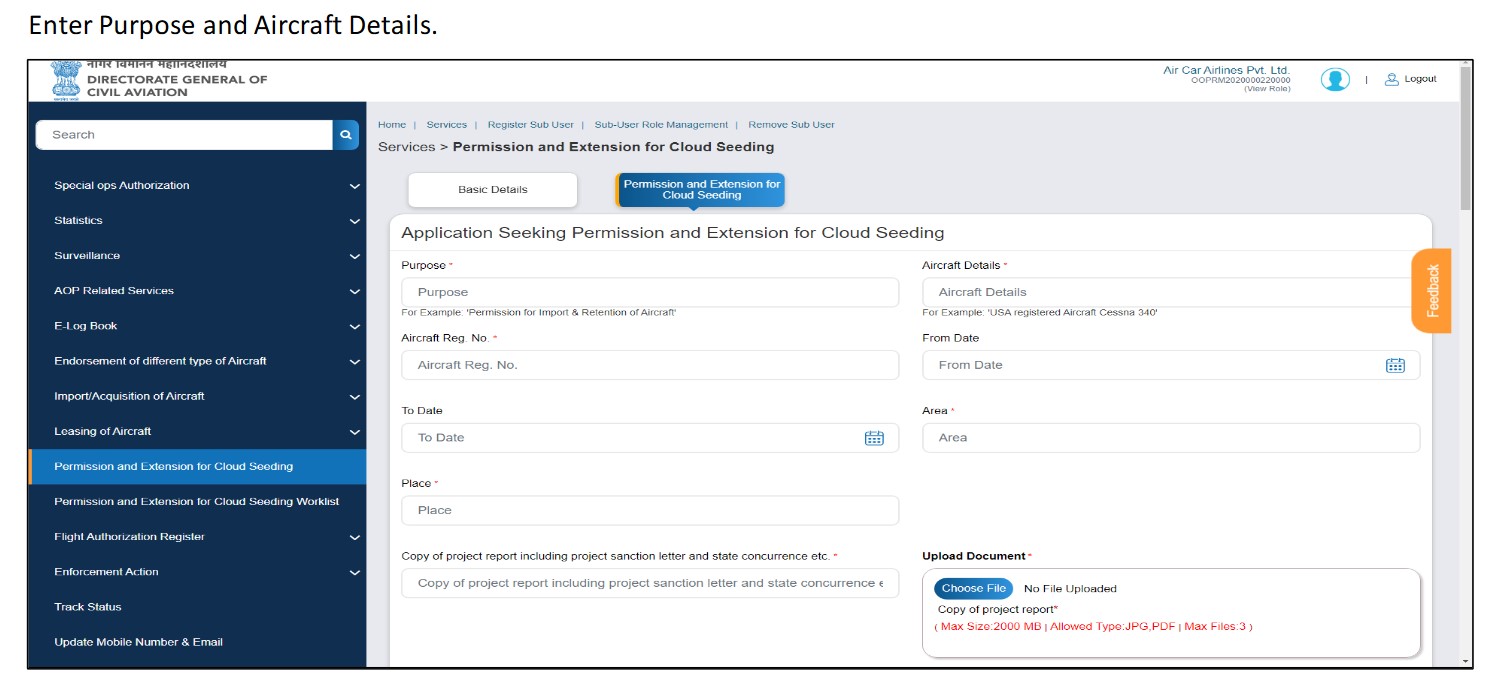 Enter Purpose and Aircraft Details.
नागर विमानन महानिदेशालय
DIRECTORATE GENERAL OF
CIVIL AVIATION
Air Car Airlines Pvt. Ltd.
OOPRM2020000220000
(View Role)
|
Logout
Search
Special ops Authorization
Statistics
Surveillance
AOP Related Services
E-Log Book
Endorsement of different type of Aircraft
Import/Acquisition of Aircraft
Leasing of Aircraft
Permission and Extension for Cloud Seeding
Permission and Extension for Cloud Seeding Worklist
Flight Authorization Register
Enforcement Action
Track Status
Update Mobile Number & Email
Home | Services | Register Sub User | Sub-User Role Management | Remove Sub User
Services > Permission and Extension for Cloud Seeding
Basic Details
Permission and Extension for
Cloud Seeding
Application Seeking Permission and Extension for Cloud Seeding
Purpose *
Purpose
For Example: 'Permission for Import & Retention of Aircraft'
Aircraft Details *
Aircraft Details
For Example: 'USA registered Aircraft Cessna 340'
Aircraft Reg. No. *
Aircraft Reg. No.
From Date
From Date
To Date
To Date
Area *
Area
Place *
Place
Copy of project report including project sanction letter and state concurrence etc. *
Copy of project report including project sanction letter and state concurrence e
Upload Document *
Choose File No File Uploaded
Copy of project report*
( Max Size:2000 MB | Allowed Type:JPG,PDF | Max Files:3 )
Feedback